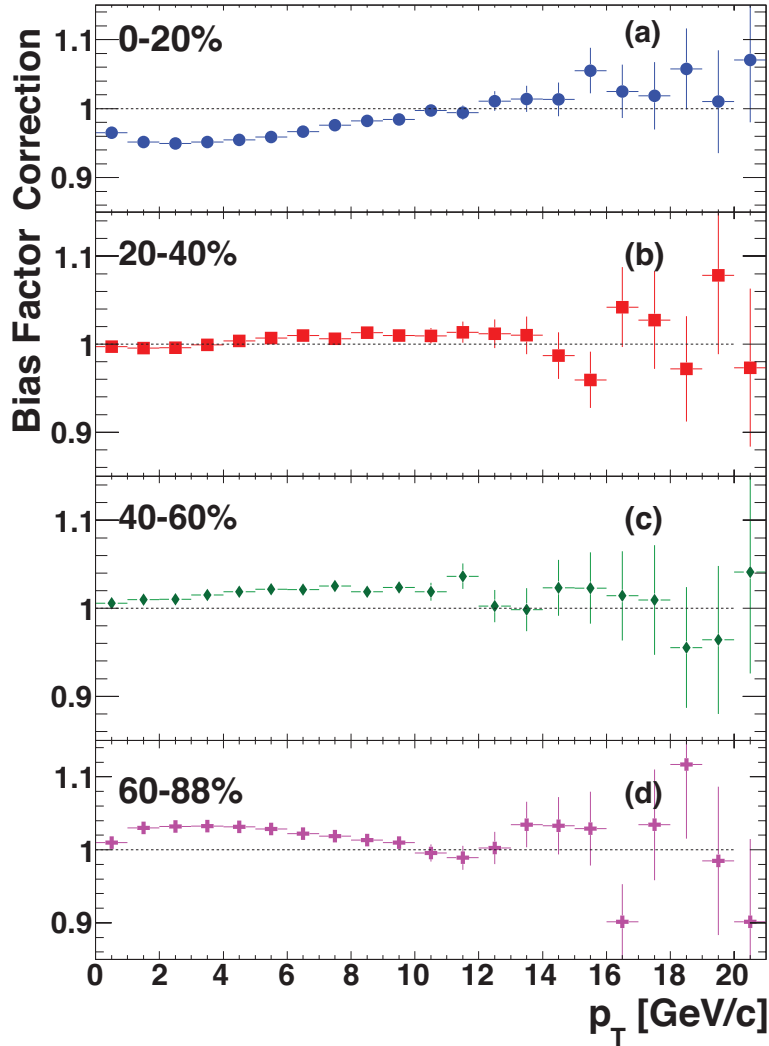 Bias Factor Correction
0-20%
(a)
1.1
1
0.9
20-40%
(b)
1.1
1
0.9
40-60%
(c)
1.1
1
0.9
60-88%
(d)
1.1
1
0.9
0 2 4 6 8 10 12 14 16 18 20
p_T [GeV/c]